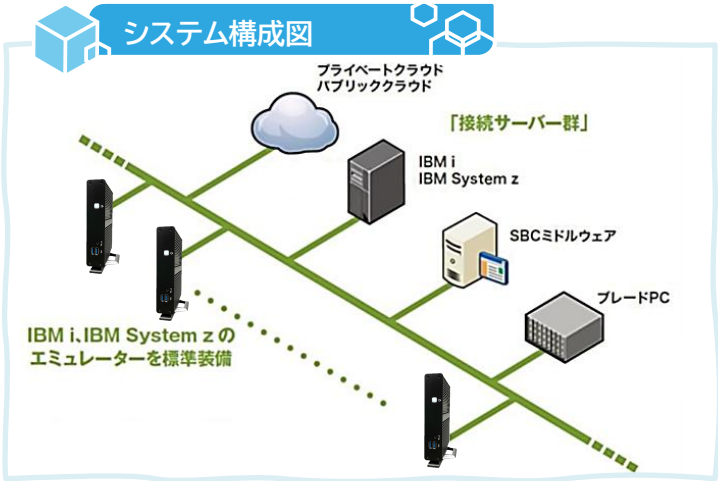 システム構成図
プライベートクラウド
パブリッククラウド
「接続サーバー群」
IBM i
IBM System z
SBCミドルウェア
ブレードPC
IBM i、IBM System z の
エミュレーターを標準装備